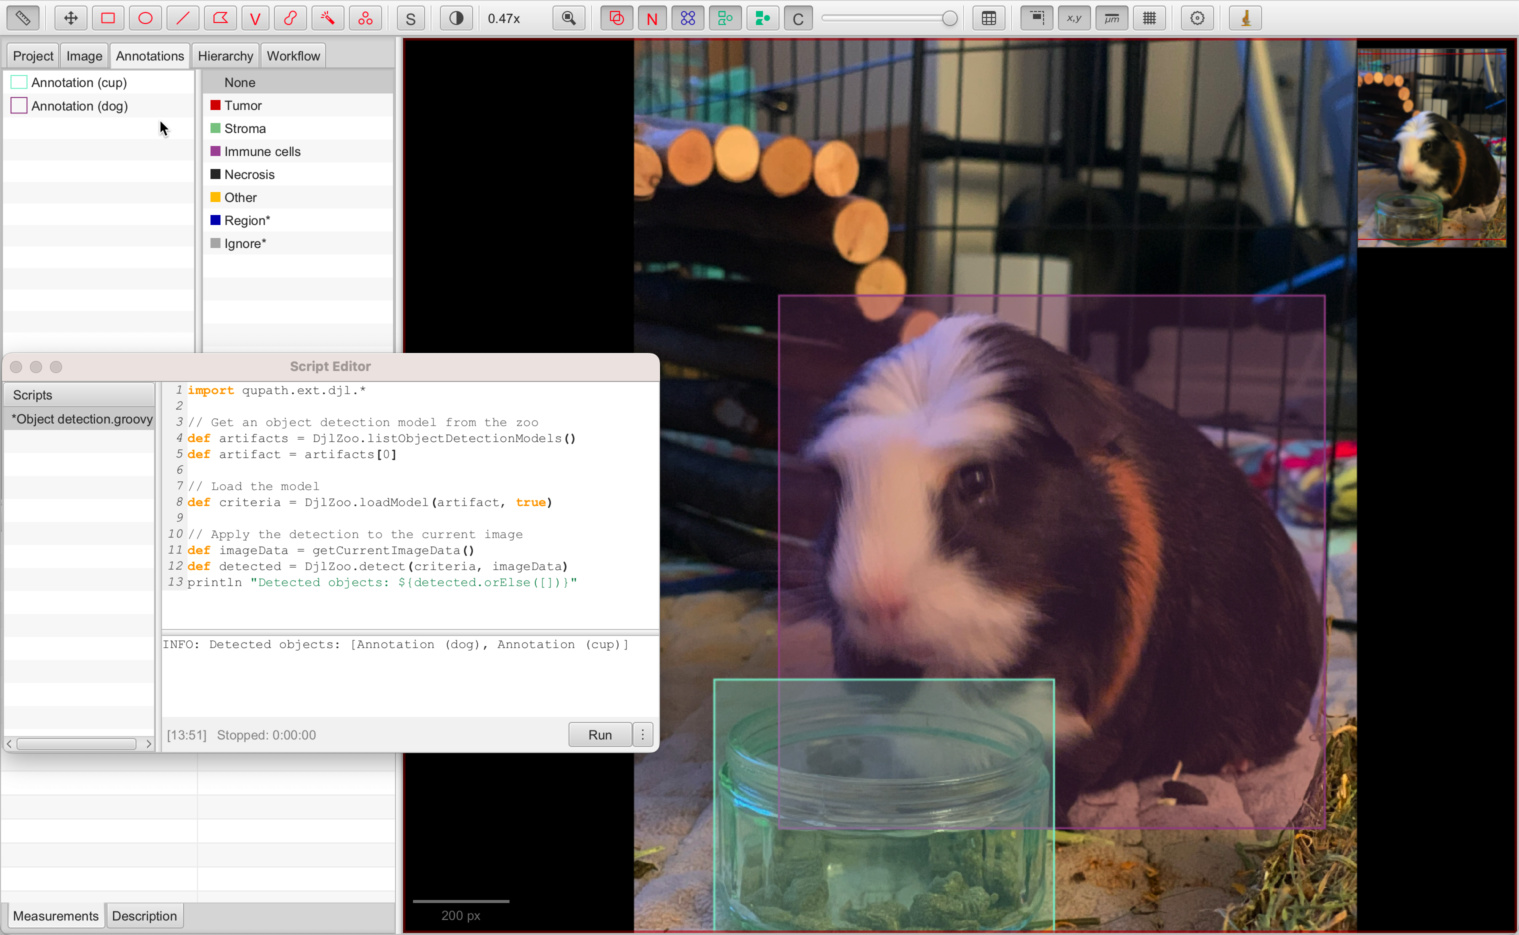 V
S
0.47x
N
C
x,y
µm
Project
Image
Annotations
Hierarchy
Workflow
Annotation (cup)
Annotation (dog)
None
Tumor
Stroma
Immune cells
Necrosis
Other
Region*
Ignore*
Script Editor
Scripts
*Object detection.groovy
1 import qupath.ext.djl.*
2
3 // Get an object detection model from the zoo
4 def artifacts = DjlZoo.listObjectDetectionModels()
5 def artifact = artifacts[0]
6
7 // Load the model
8 def criteria = DjlZoo.loadModel(artifact, true)
9
10 // Apply the detection to the current image
11 def imageData = getCurrentImageData()
12 def detected = DjlZoo.detect(criteria, imageData)
13 println "Detected objects: ${detected.orElse([])}"
INFO: Detected objects: [Annotation (dog), Annotation (cup)]
[13:51] Stopped: 0:00:00
Run
Measurements
Description
200 px